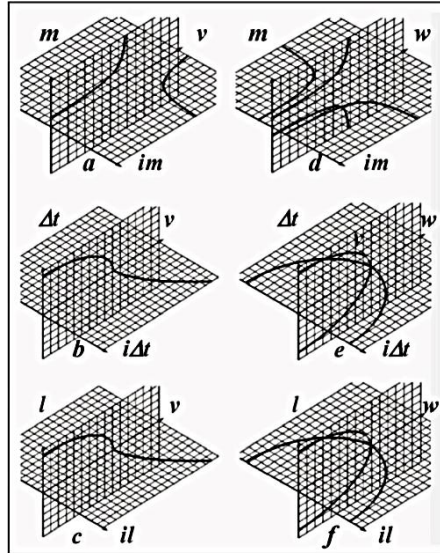 m v m w
a im d im
Δt v Δt w
v
b iΔt e iΔt
l v l w
c il f il